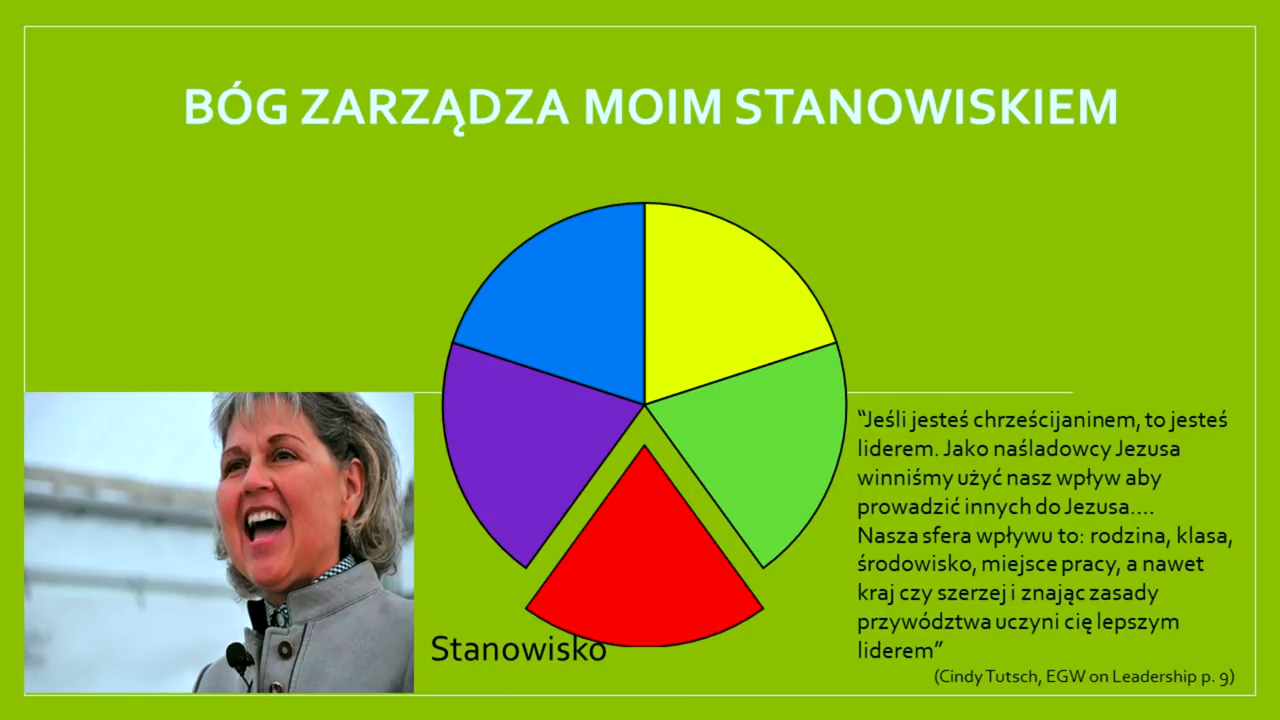 BÓG ZARZĄDZA MOIM STANOWISKIEM
“Jeśli jesteś chrześcijaninem, to jesteś
liderem. Jako naśladowcy Jezusa
winniśmy użyć nasz wpływ aby
prowadzić innych do Jezusa....
Nasza sfera wpływu to: rodzina, klasa,
środowisko, miejsce pracy, a nawet
kraj czy szerzej i znając zasady
przywództwa uczyni cię lepszym
liderem”
(Cindy Tutsch, EGW on Leadership p. 9)
Stanowisko